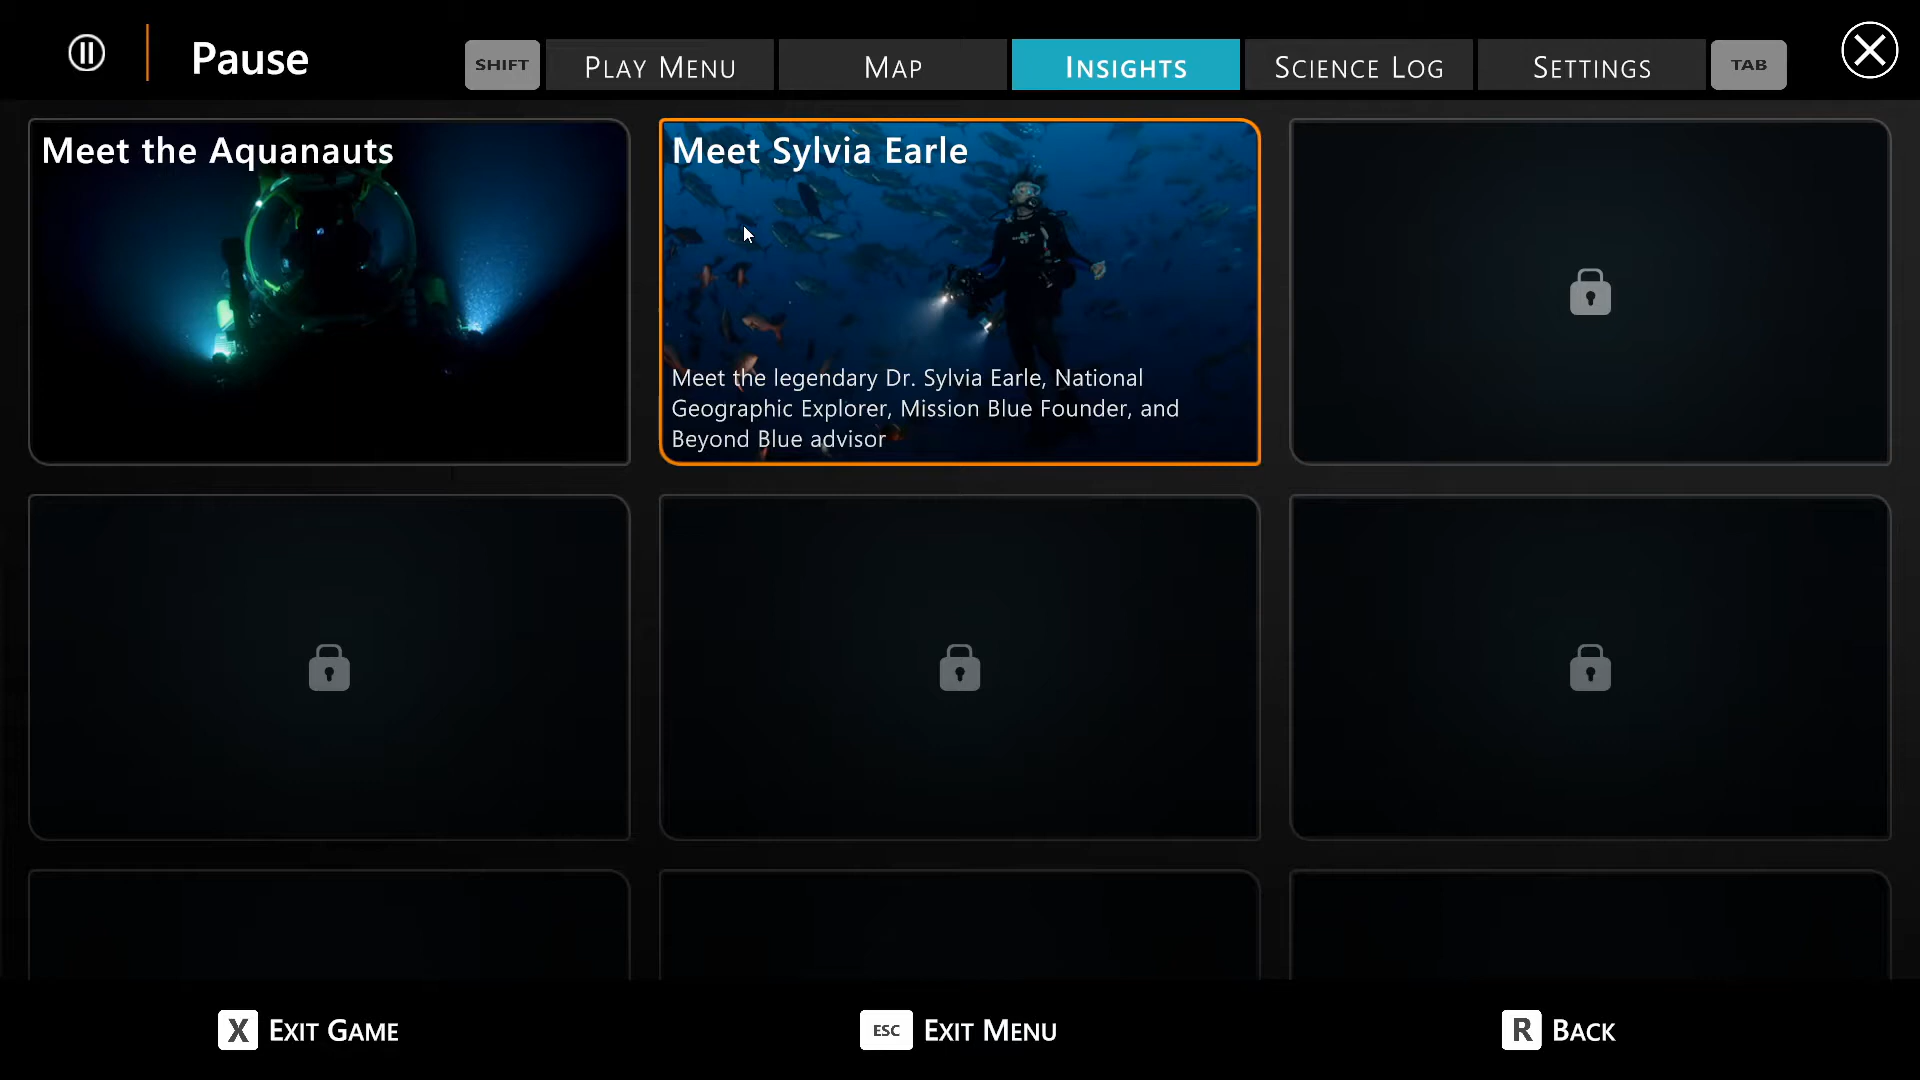 Pause
SHIFT
PLAY MENU
MAP
INSIGHTS
SCIENCE LOG
SETTINGS
TAB
Meet the Aquanauts
Meet Sylvia Earle
Meet the legendary Dr. Sylvia Earle, National
Geographic Explorer, Mission Blue Founder, and
Beyond Blue advisor
X EXIT GAME
ESC EXIT MENU
R BACK